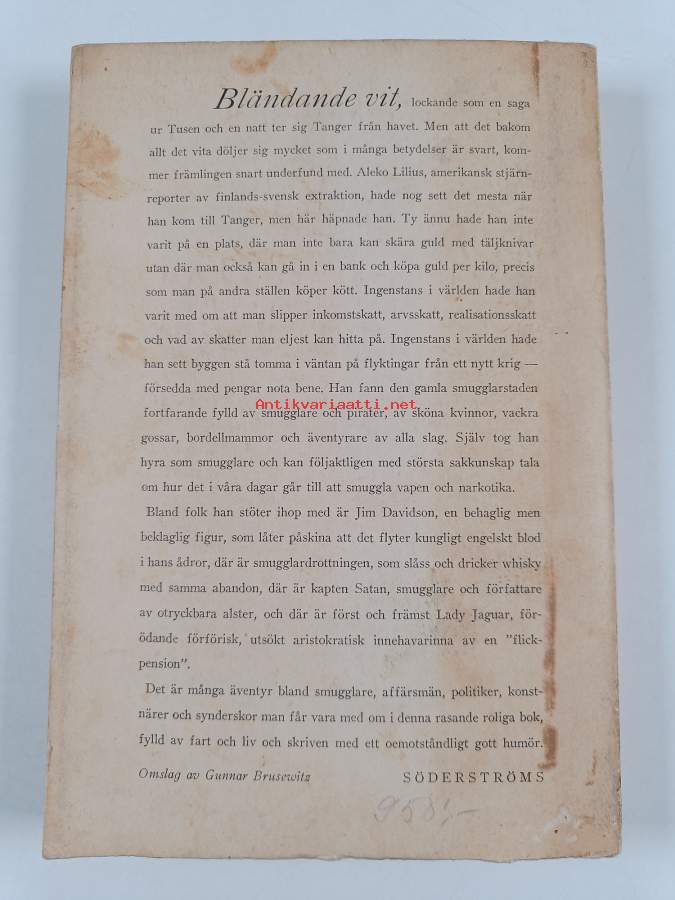 Bländande vit, lockande som en saga
ur Tusen och en natt ter sig Tanger från havet. Men att det bakom
allt det vita döljer sig mycket som i många betydelser är svart, kom-
mer främlingen snart underfund med. Aleko Lilius, amerikansk stjärn-
reporter av finlands-svensk extraktion, hade nog sett det mesta när
han kom till Tanger, men här häpnade han. Ty ännu hade han inte
varit på en plats, där man inte bara kan skära guld med täljknivar
utan där man också kan gå in i en bank och köpa guld per kilo, precis
som man på andra ställen köper kött. Ingenstans i världen hade han
varit med om att man slipper inkomstskatt, arvsskatt, realisationsskatt
och vad av skatter man eljest kan hitta på. Ingenstans i världen hade
han sett byggen stå tomma i väntan på flyktingar från ett nytt krig —
försedda med pengar nota bene. Han fann den gamla smugglarstaden
Antikvariaatti.net
fortfarande fylld av smugglare och pirater, av sköna kvinnor, vackra
gossar, bordellmammor och äventyrare av alla slag. Själv tog han
hyra som smugglare och kan följaktligen med största sakkunskap tala
om hur det i våra dagar går till att smuggla vapen och narkotika.
Bland folk han stöter ihop med är Jim Davidson, en behaglig men
beklaglig figur, som låter påskina att det flyter kungligt engelskt blod
i hans ådror, där är smugglardrottningen, som slåss och dricker whisky
med samma abandon, där är kapten Satan, smugglare och författare
av otryckbara alster, och där är först och främst Lady Jaguar, för-
ödande förförisk, utsökt aristokratisk innehavarinna av en ”flick-
pension”.
Det är många äventyr bland smugglare, affärsmän, politiker, konst-
närer och synderskor man får vara med om i denna rasande roliga bok,
fylld av fart och liv och skriven med ett oemotståndligt gott humör.
Omslag av Gunnar Brusewitz SÖDERSTRÖMS
958:-